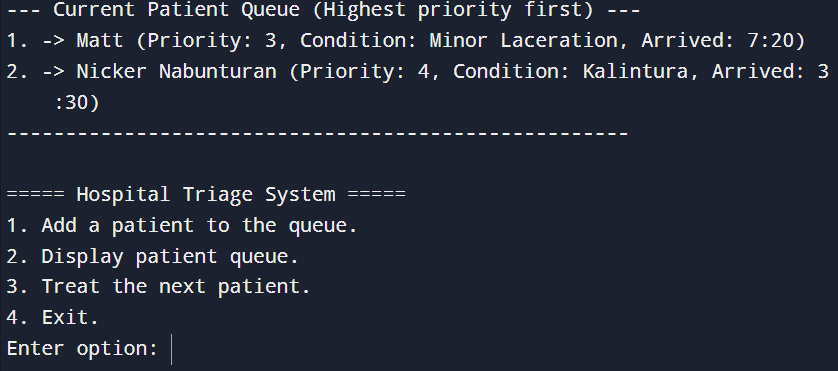 --- Current Patient Queue (Highest priority first) ---
1. -> Matt (Priority: 3, Condition: Minor Laceration, Arrived: 7:20)
2. -> Nicker Nabunturan (Priority: 4, Condition: Kalintura, Arrived: 3
:30)
-----------------------------------------------------
===== Hospital Triage System =====
1. Add a patient to the queue.
2. Display patient queue.
3. Treat the next patient.
4. Exit.
Enter option: